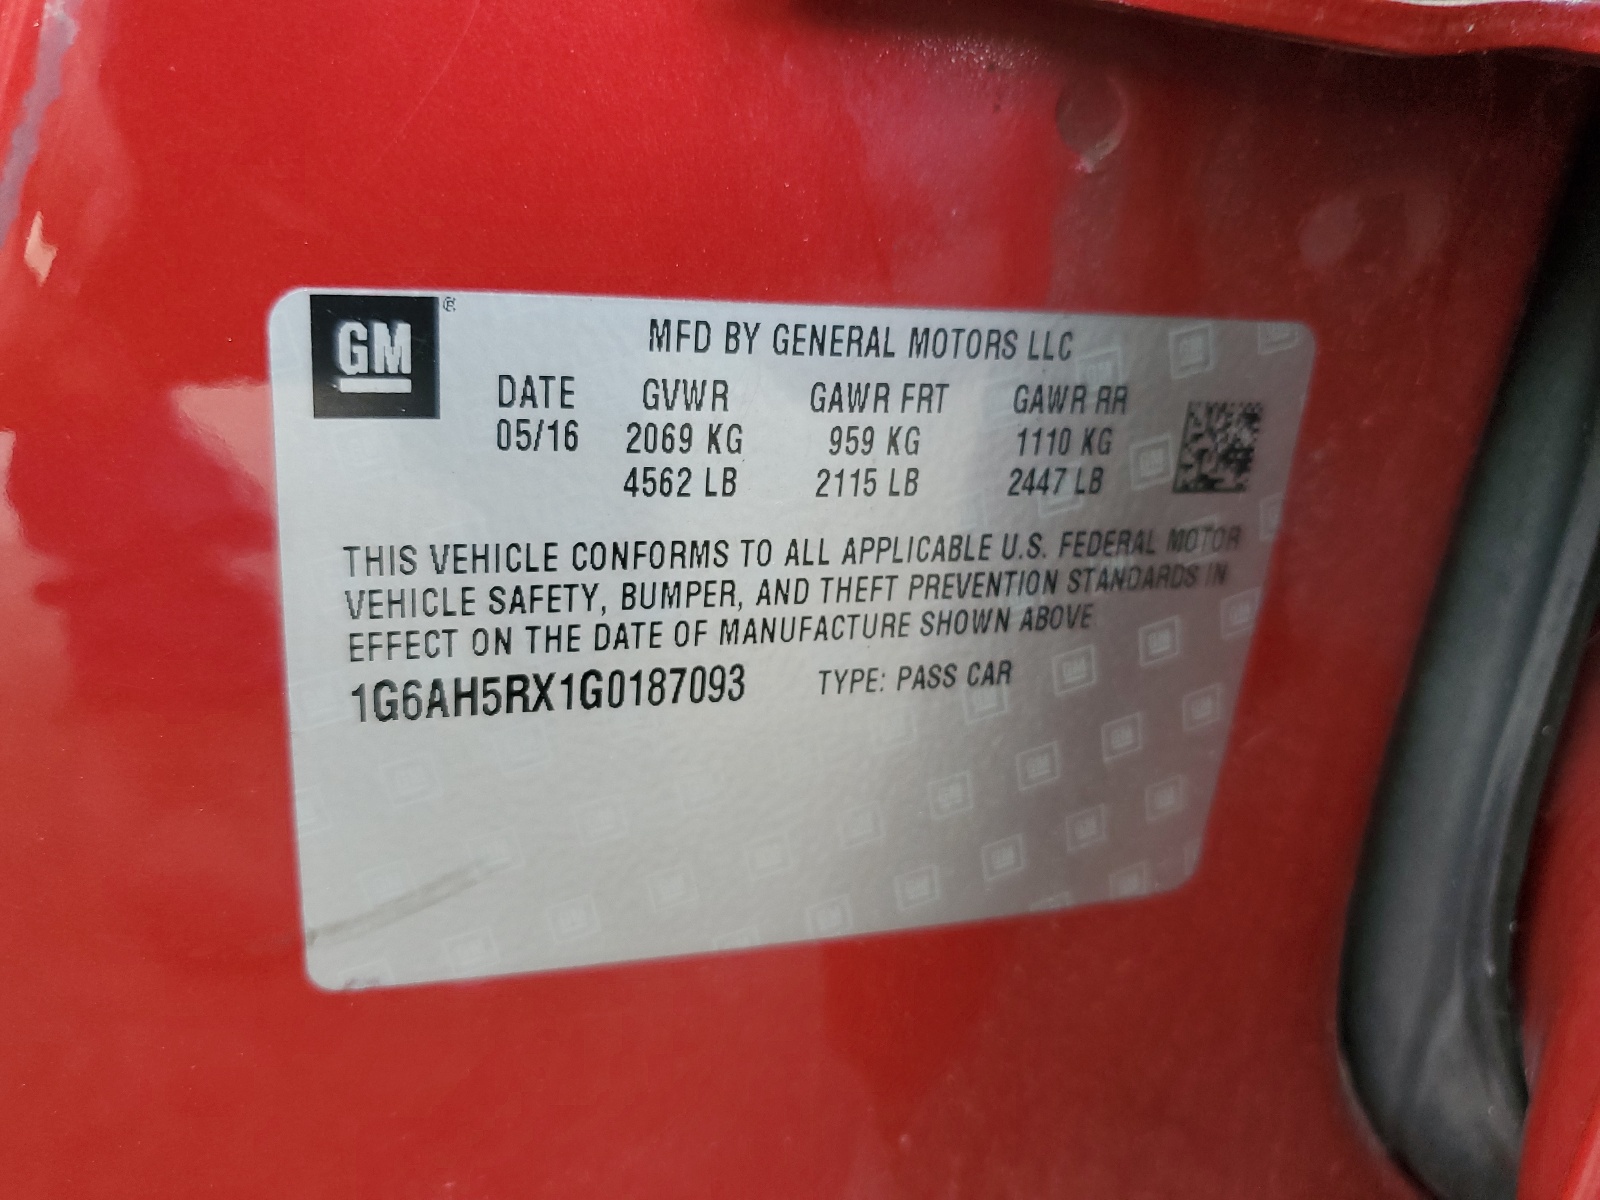 GM ®
MFD BY GENERAL MOTORS LLC
DATE GVWR GAWR FRT GAWR RR
05/16 2069 KG 959 KG 1110 KG
4562 LB 2115 LB 2447 LB
THIS VEHICLE CONFORMS TO ALL APPLICABLE U.S. FEDERAL MOTOR
VEHICLE SAFETY, BUMPER, AND THEFT PREVENTION STANDARDS IN
EFFECT ON THE DATE OF MANUFACTURE SHOWN ABOVE
1G6AH5RX1G0187093 TYPE: PASS CAR